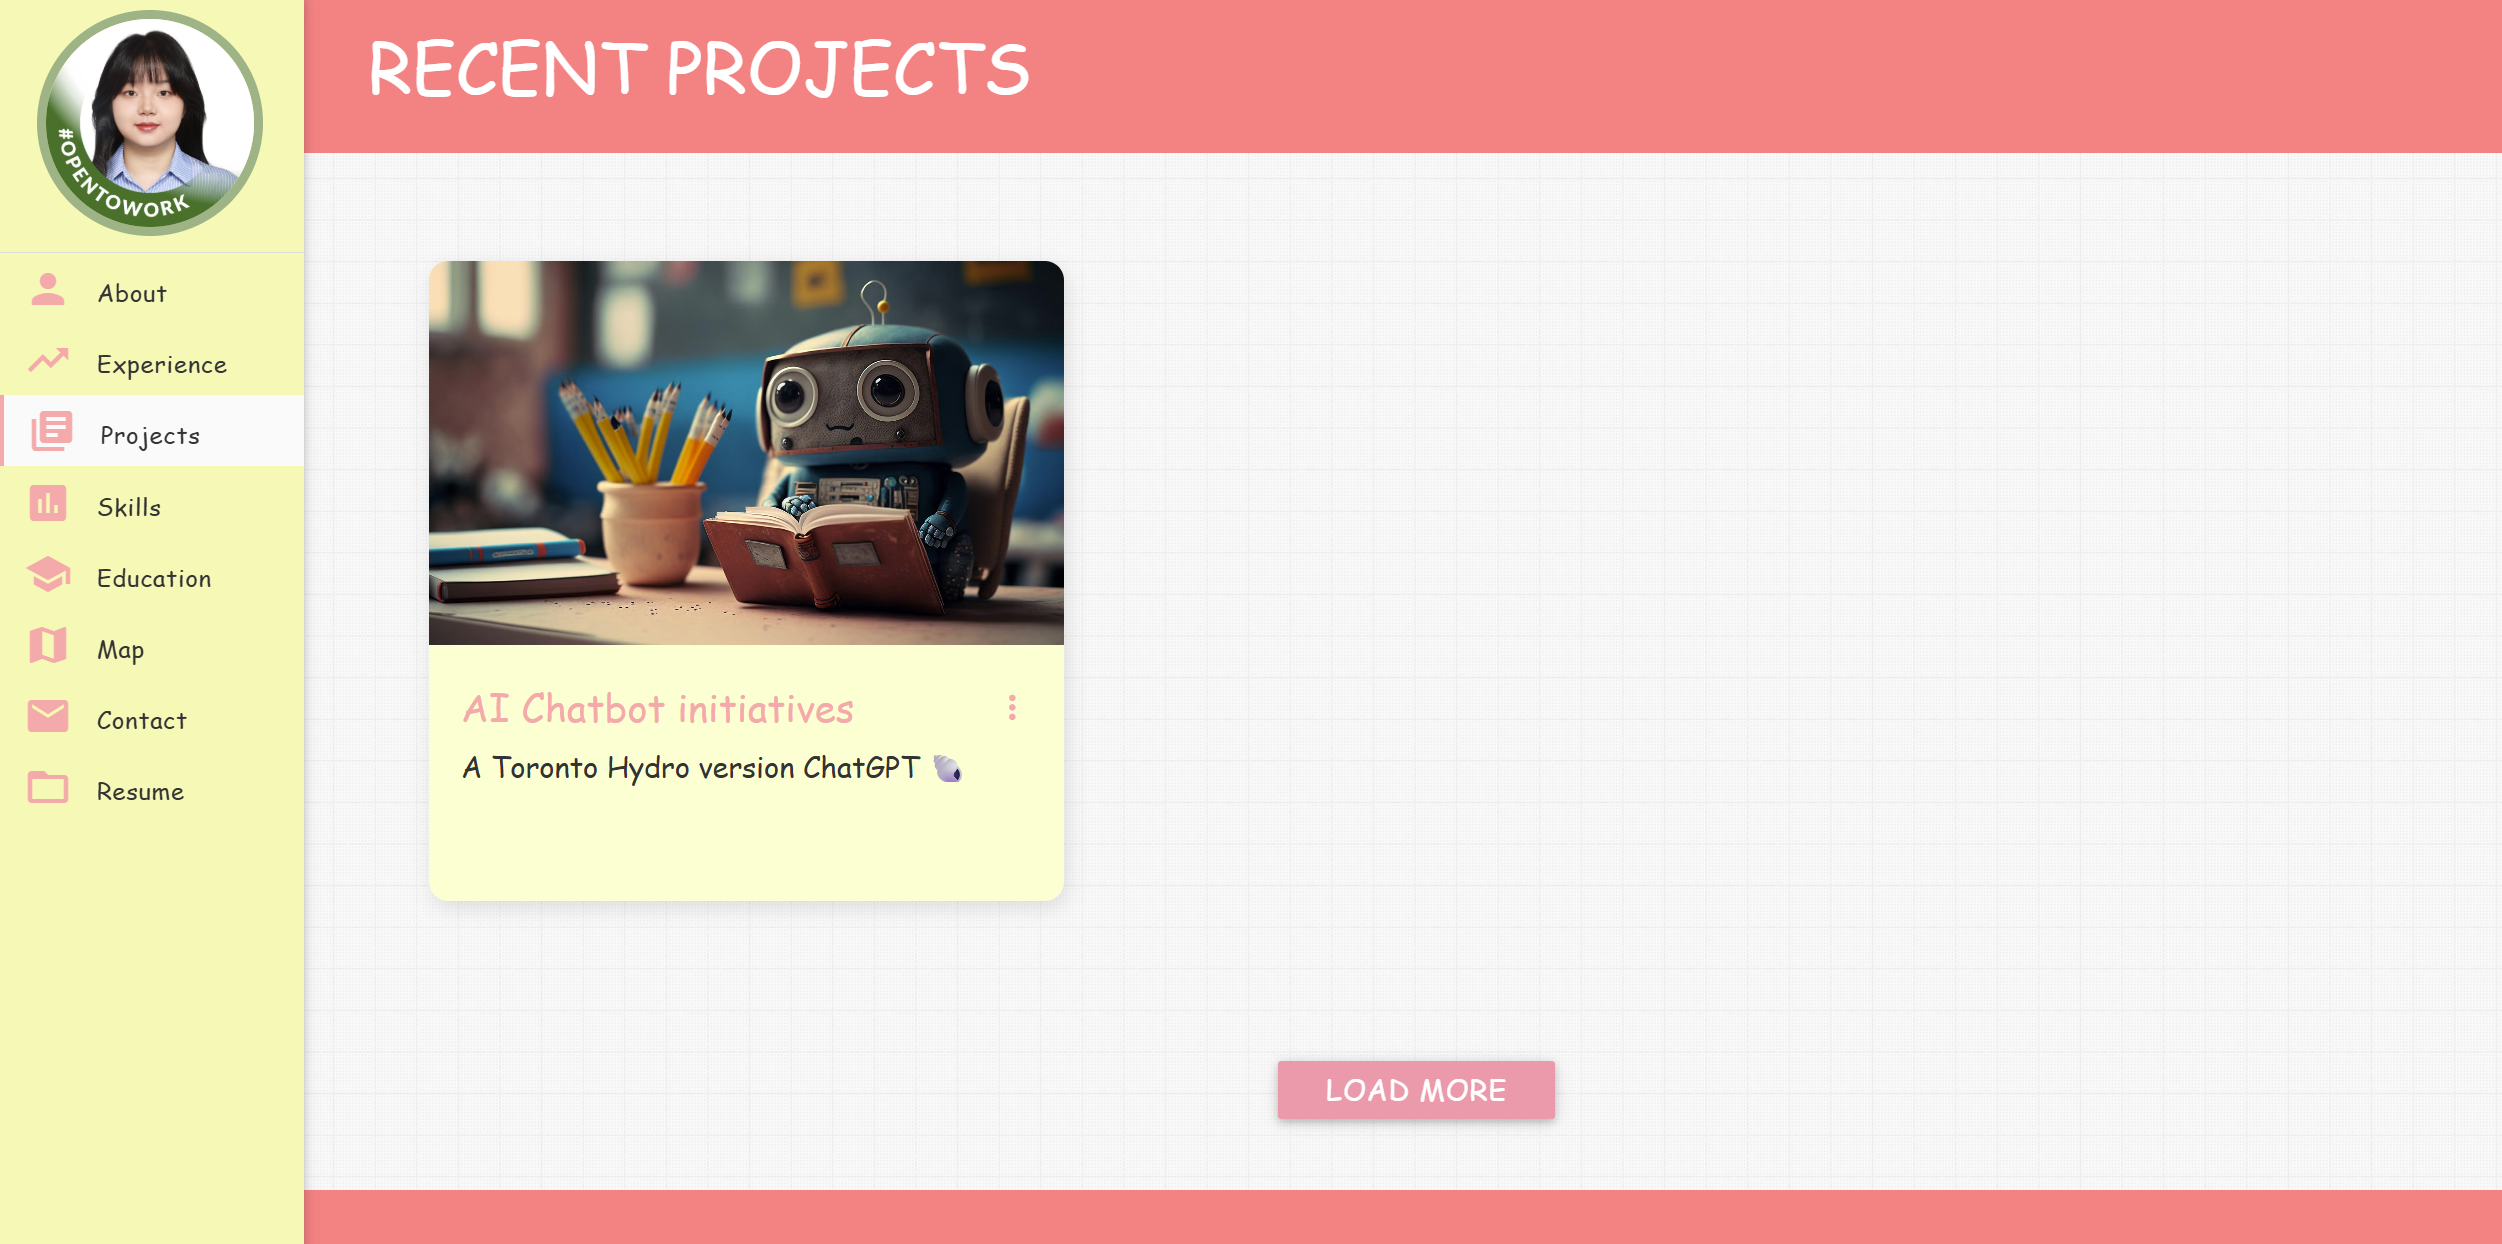 #OPENTOWORK
About
Experience
Projects
Skills
Education
Map
Contact
Resume
RECENT PROJECTS
AI Chatbot initiatives
A Toronto Hydro version ChatGPT 🐚
LOAD MORE